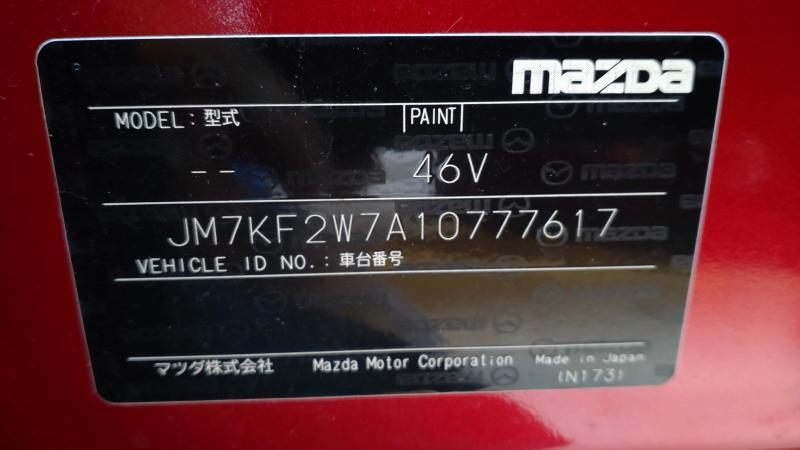 mazda
MODEL: 型式
PAINT
-- 46V
JM7KF2W7A10777617
VEHICLE ID NO.: 車台番号
マツダ株式会社 Mazda Motor Corporation Made in Japan
(N173)